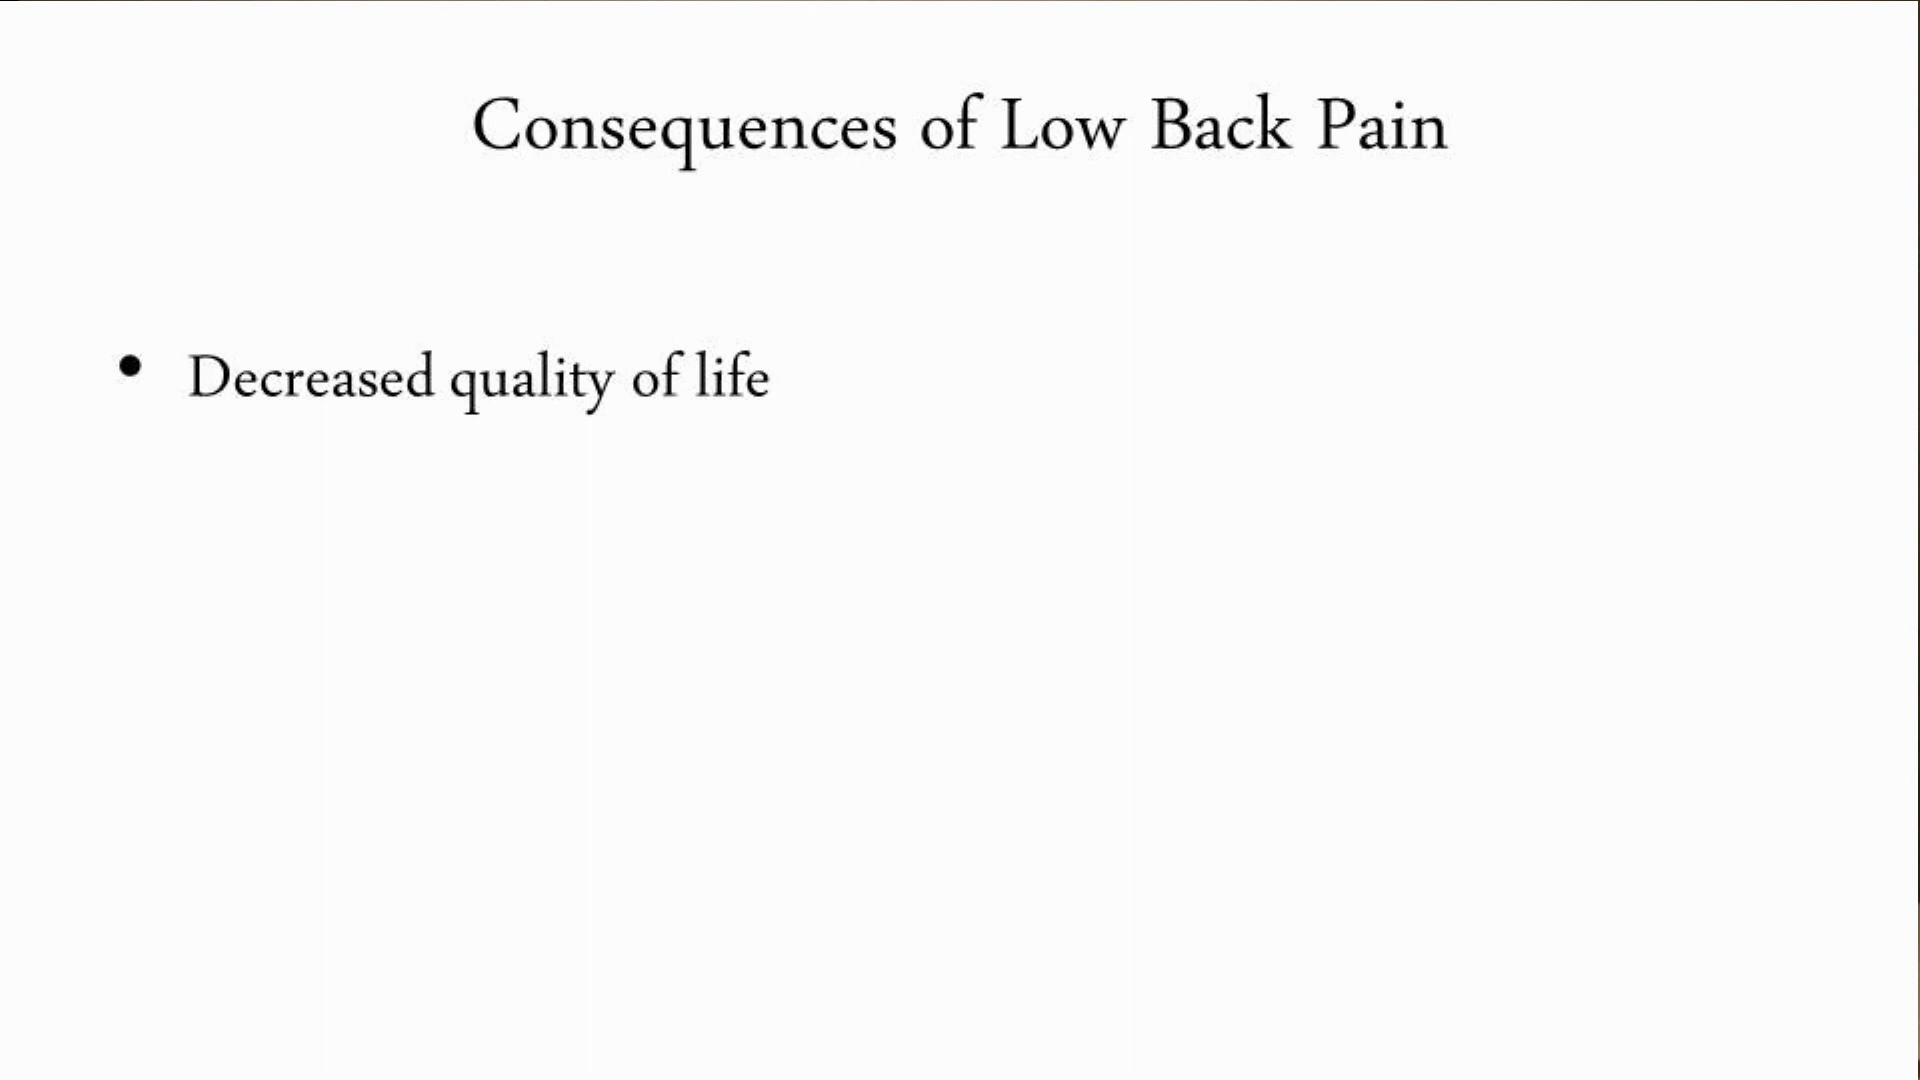 Consequences of Low Back Pain
• Decreased quality of life